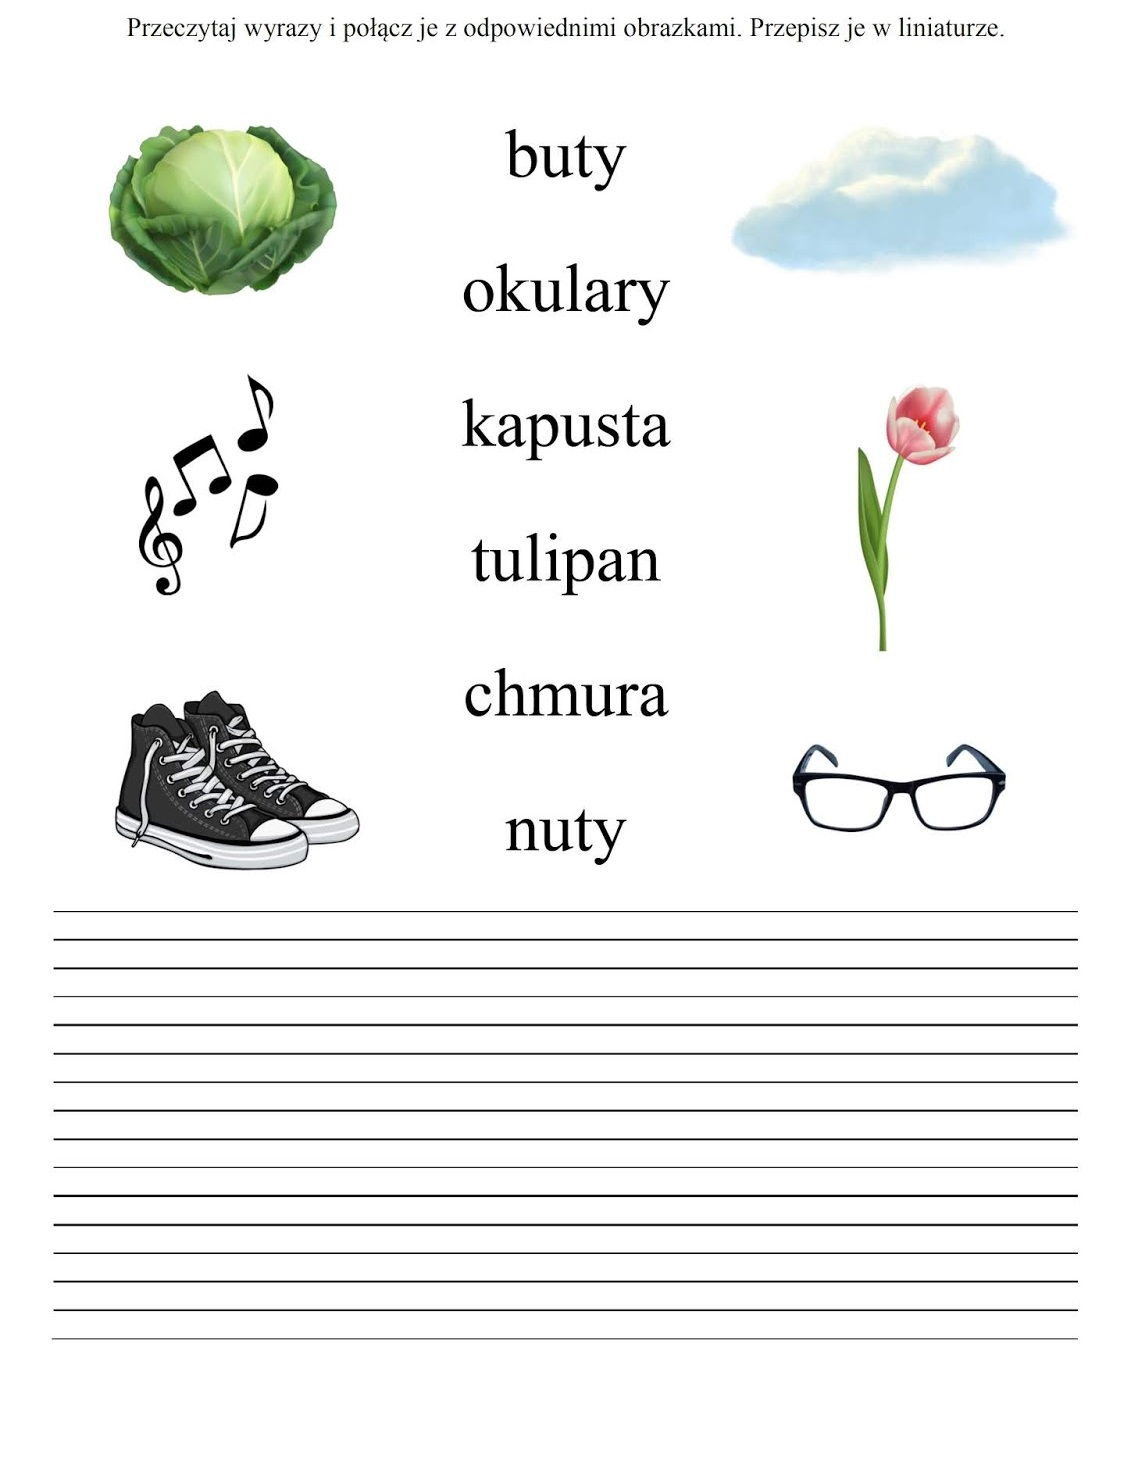 Przeczytaj wyrazy i połącz je z odpowiednimi obrazkami. Przepisz je w liniaturze.
buty
okulary
kapusta
tulipan
chmura
nuty